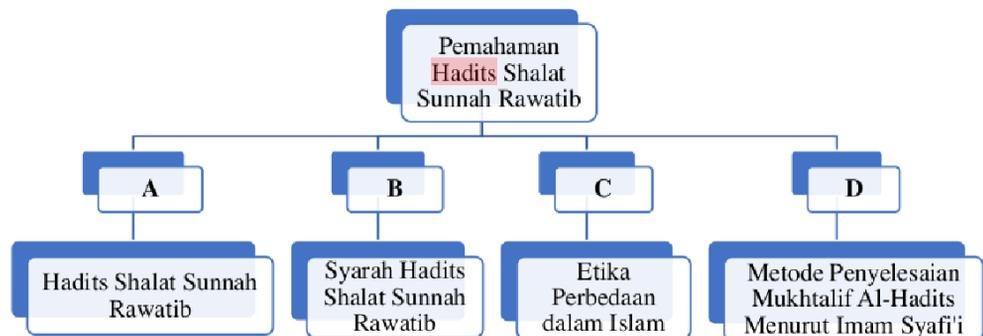 Pemahaman
Hadits Shalat
Sunnah Rawatib
A
B
C
D
Hadits Shalat Sunnah
Rawatib
Syarah Hadits
Shalat Sunnah
Rawatib
Etika
Perbedaan
dalam Islam
Metode Penyelesaian
Mukhtalif Al-Hadits
Menurut Imam Syafi'i